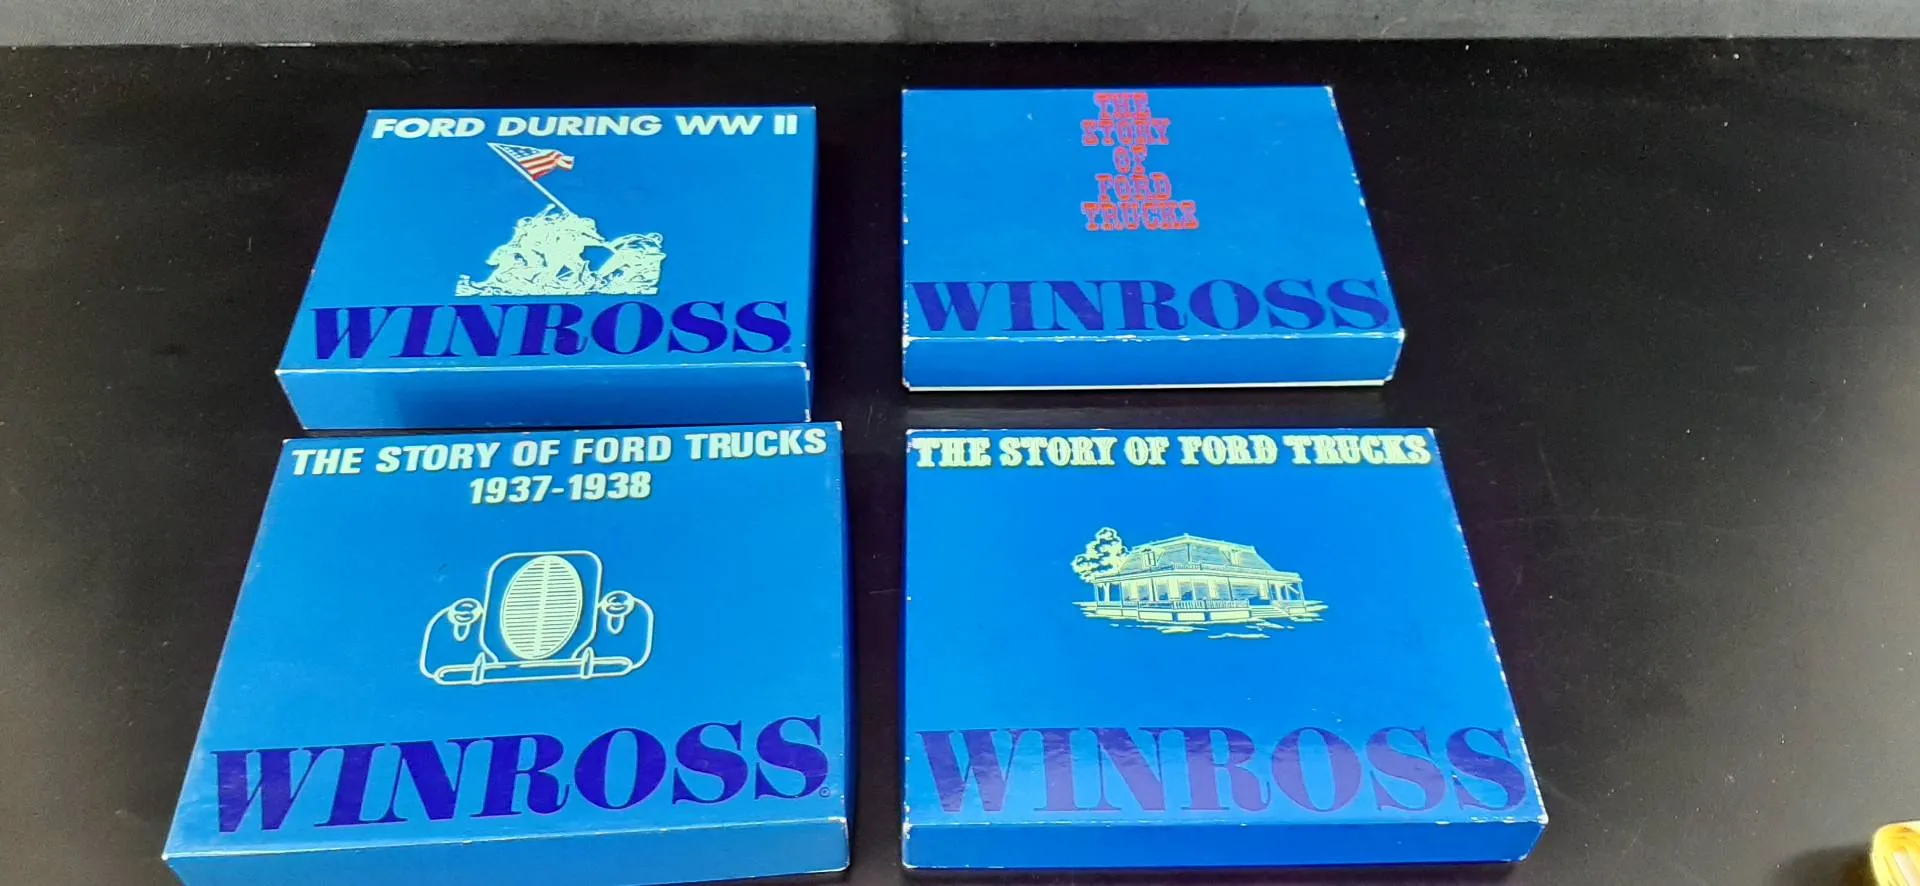 FORD DURING WW II
WINROSS®
THE
STORY
OF
FORD
TRUCKS
WINROSS
THE STORY OF FORD TRUCKS
1937-1938
WINROSS©
THE STORY OF FORD TRUCKS
WINROSS